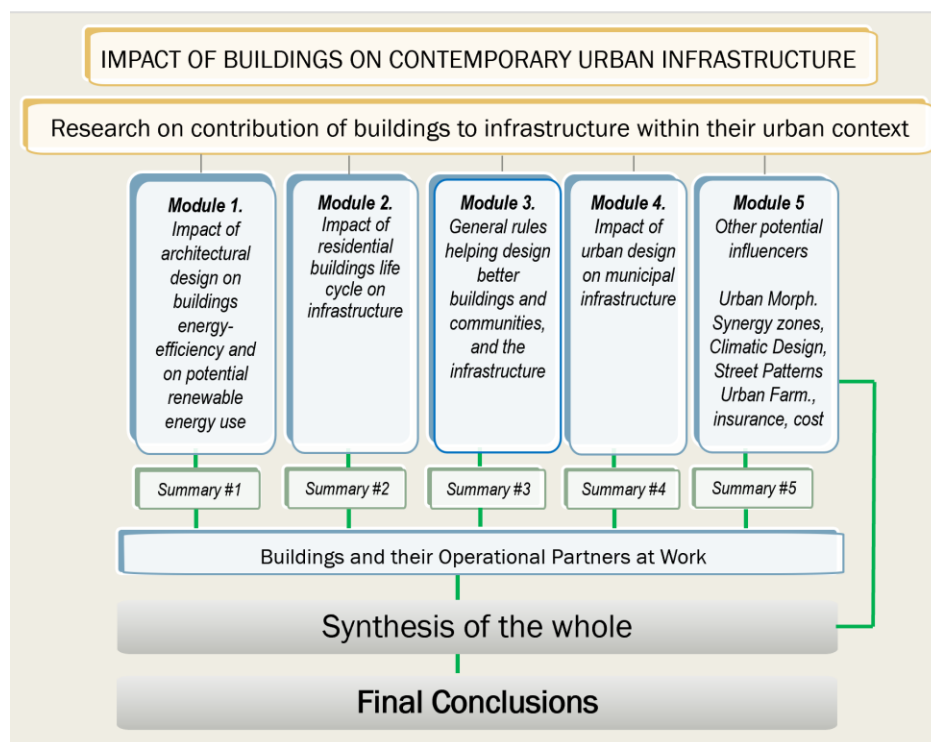 IMPACT OF BUILDINGS ON CONTEMPORARY URBAN INFRASTRUCTURE
Research on contribution of buildings to infrastructure within their urban context
Module 1.
Impact of
architectural
design on
buildings
energy-
efficiency and
on potential
renewable
energy use
Module 2.
Impact of
residential
buildings life
cycle on
infrastructure
Module 3.
General rules
helping design
better
buildings and
communities,
and the
infrastructure
Module 4.
Impact of
urban design
on municipal
infrastructure
Module 5
Other potential
influencers
Urban Morph.
Synergy zones,
Climatic Design,
Street Patterns
Urban Farm.,
insurance, cost
Summary #1
Summary #2
Summary #3
Summary #4
Summary #5
Buildings and their Operational Partners at Work
Synthesis of the whole
Final Conclusions